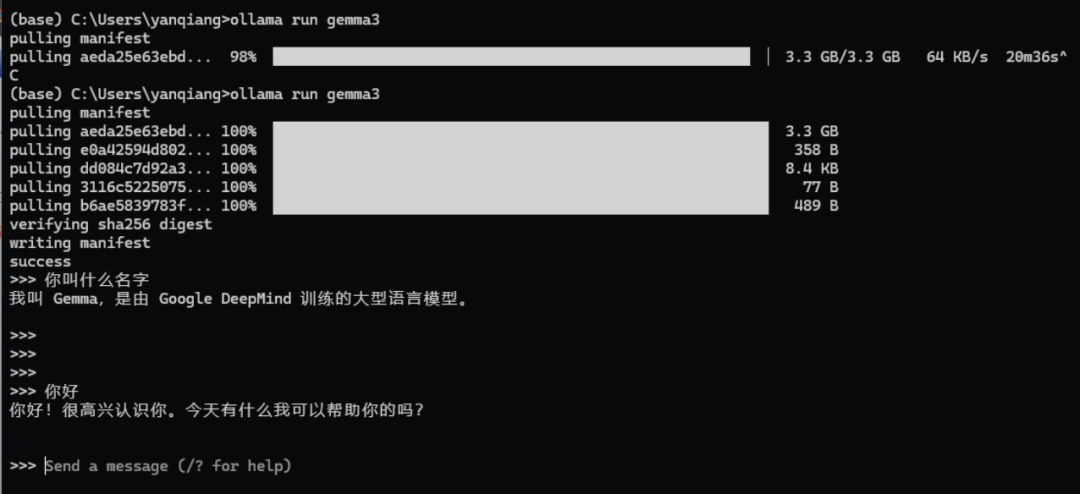 (base) C:\Users\yanqiang>ollama run gemma3
pulling manifest
pulling aeda25e63ebd... 98% | 3.3 GB/3.3 GB 64 KB/s 20m36s^
C
(base) C:\Users\yanqiang>ollama run gemma3
pulling manifest
pulling aeda25e63ebd... 100% 3.3 GB
pulling e0a42594d802... 100% 358 B
pulling dd084c7d92a3... 100% 8.4 KB
pulling 3116c5225075... 100% 77 B
pulling b6ae5839783f... 100% 489 B
verifying sha256 digest
writing manifest
success
>>> 你叫什么名字
我叫 Gemma，是由 Google DeepMind 训练的大型语言模型。
>>>
>>>
>>>
>>> 你好
你好！很高兴认识你。今天有什么我可以帮助你的吗？
>>> Send a message (/? for help)